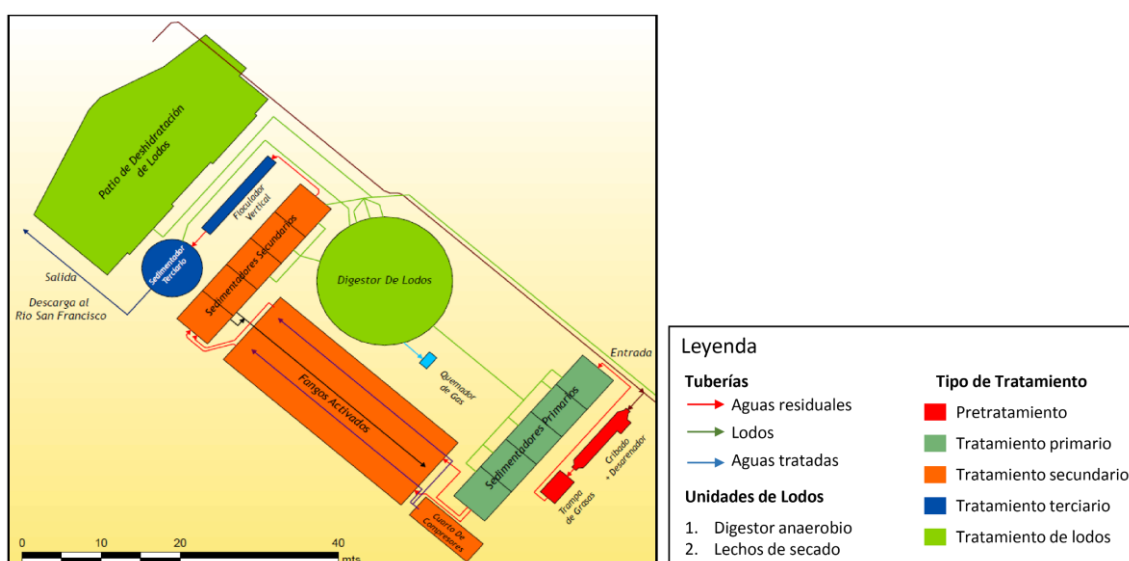 Patio de Deshidratación
de Lodos
Floculador
Vertical
Sedimentador
Terciario
Sedimentadores Secundarios
Digestor De Lodos
Salida
Descarga al
Rio San Francisco
Entrada
Quemador
de Gas
Fangos Activados
Sedimentadores Primarios
Cribado
+ Desarenador
Trampa
de Grasas
Cuarto De
Compresores
0 20 40
mts
Leyenda
Tuberías
Aguas residuales
Lodos
Aguas tratadas
Unidades de Lodos
1. Digestor anaerobio
2. Lechos de secado
Tipo de Tratamiento
Pretratamiento
Tratamiento primario
Tratamiento secundario
Tratamiento terciario
Tratamiento de lodos